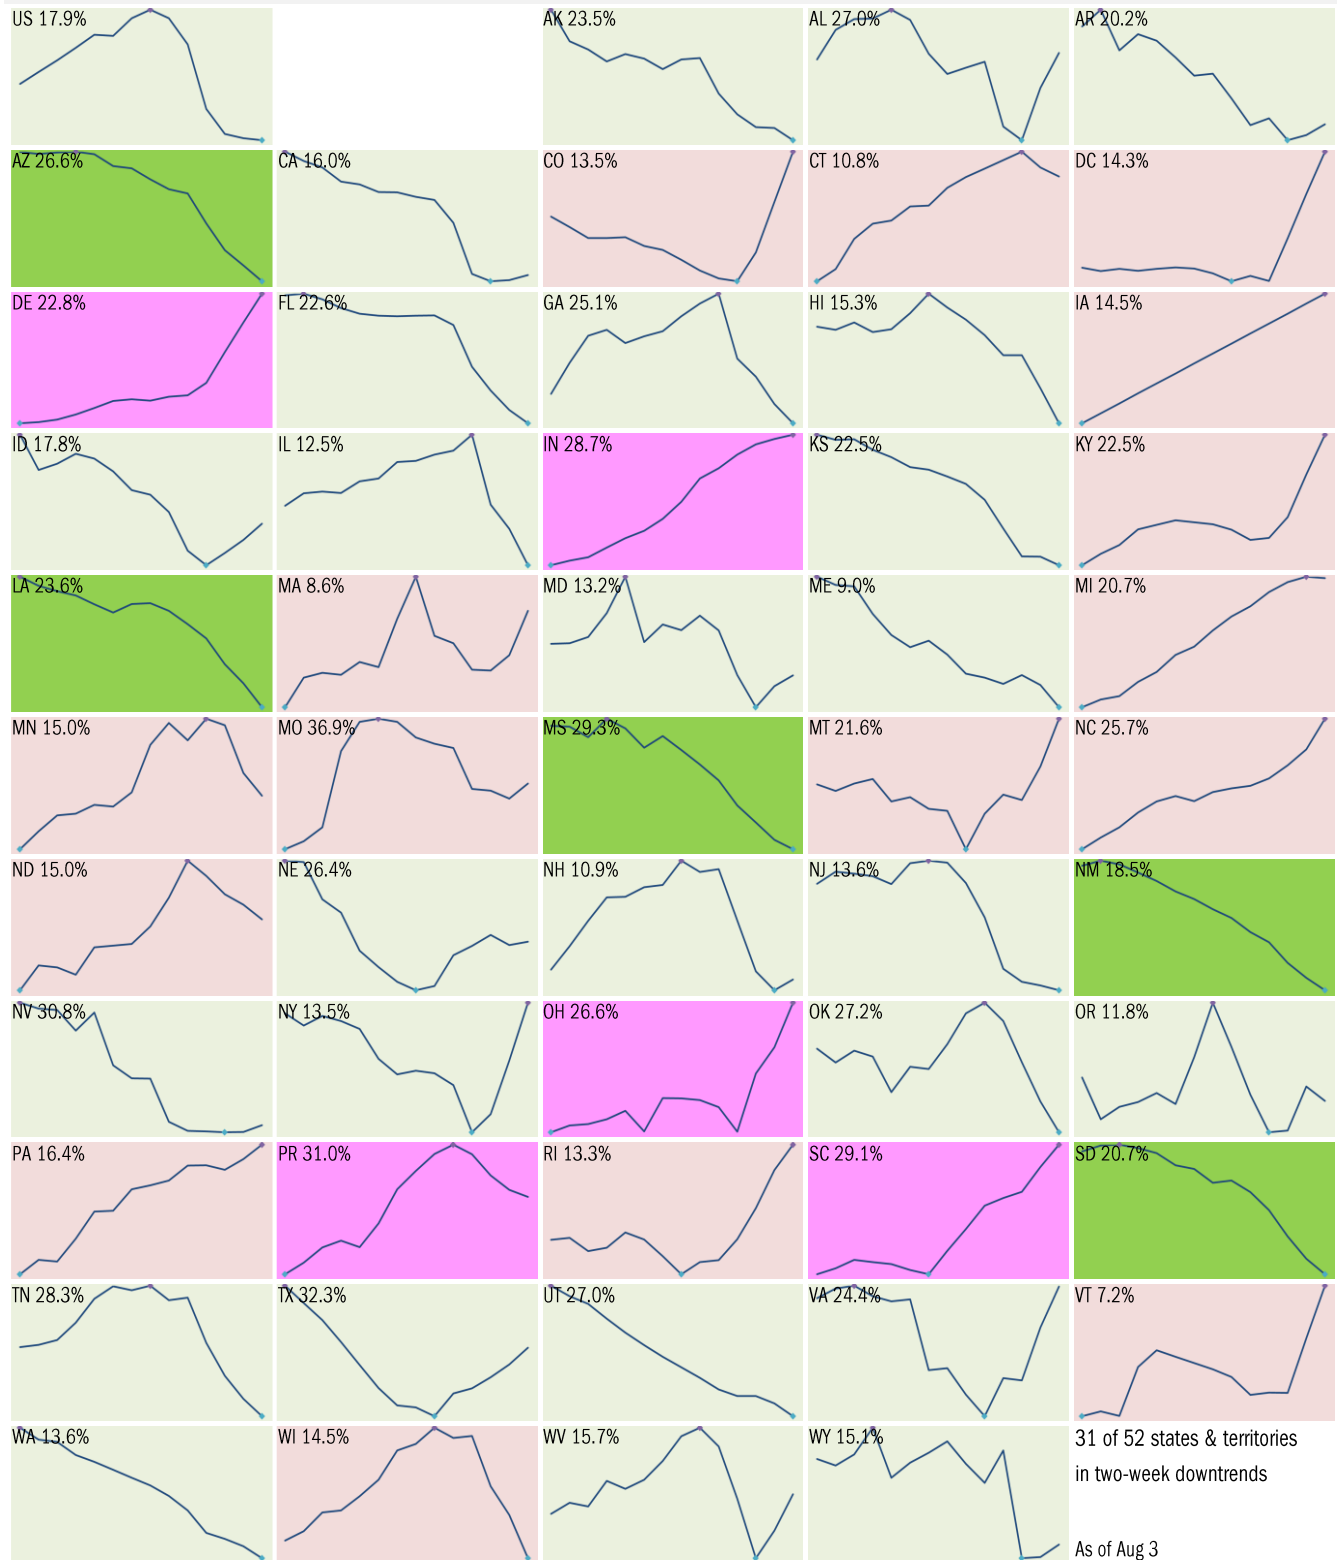 US 17.9%
AK 23.5%
AL 27.0%
AR 20.2%
AZ 26.6%
CA 16.0%
CO 13.5%
CT 10.8%
DC 14.3%
DE 22.8%
FL 22.6%
GA 25.1%
HI 15.3%
IA 14.5%
ID 17.8%
IL 12.5%
IN 28.7%
KS 22.5%
KY 22.5%
LA 23.6%
MA 8.6%
MD 13.2%
ME 9.0%
MI 20.7%
MN 15.0%
MO 36.9%
MS 29.3%
MT 21.6%
NC 25.7%
ND 15.0%
NE 26.4%
NH 10.9%
NJ 13.6%
NM 18.5%
NV 30.8%
NY 13.5%
OH 26.6%
OK 27.2%
OR 11.8%
PA 16.4%
PR 31.0%
RI 13.3%
SC 29.1%
SD 20.7%
TN 28.3%
TX 32.3%
UT 27.0%
VA 24.4%
VT 7.2%
WA 13.6%
WI 14.5%
WV 15.7%
WY 15.1%
31 of 52 states & territories
in two-week downtrends
As of Aug 3